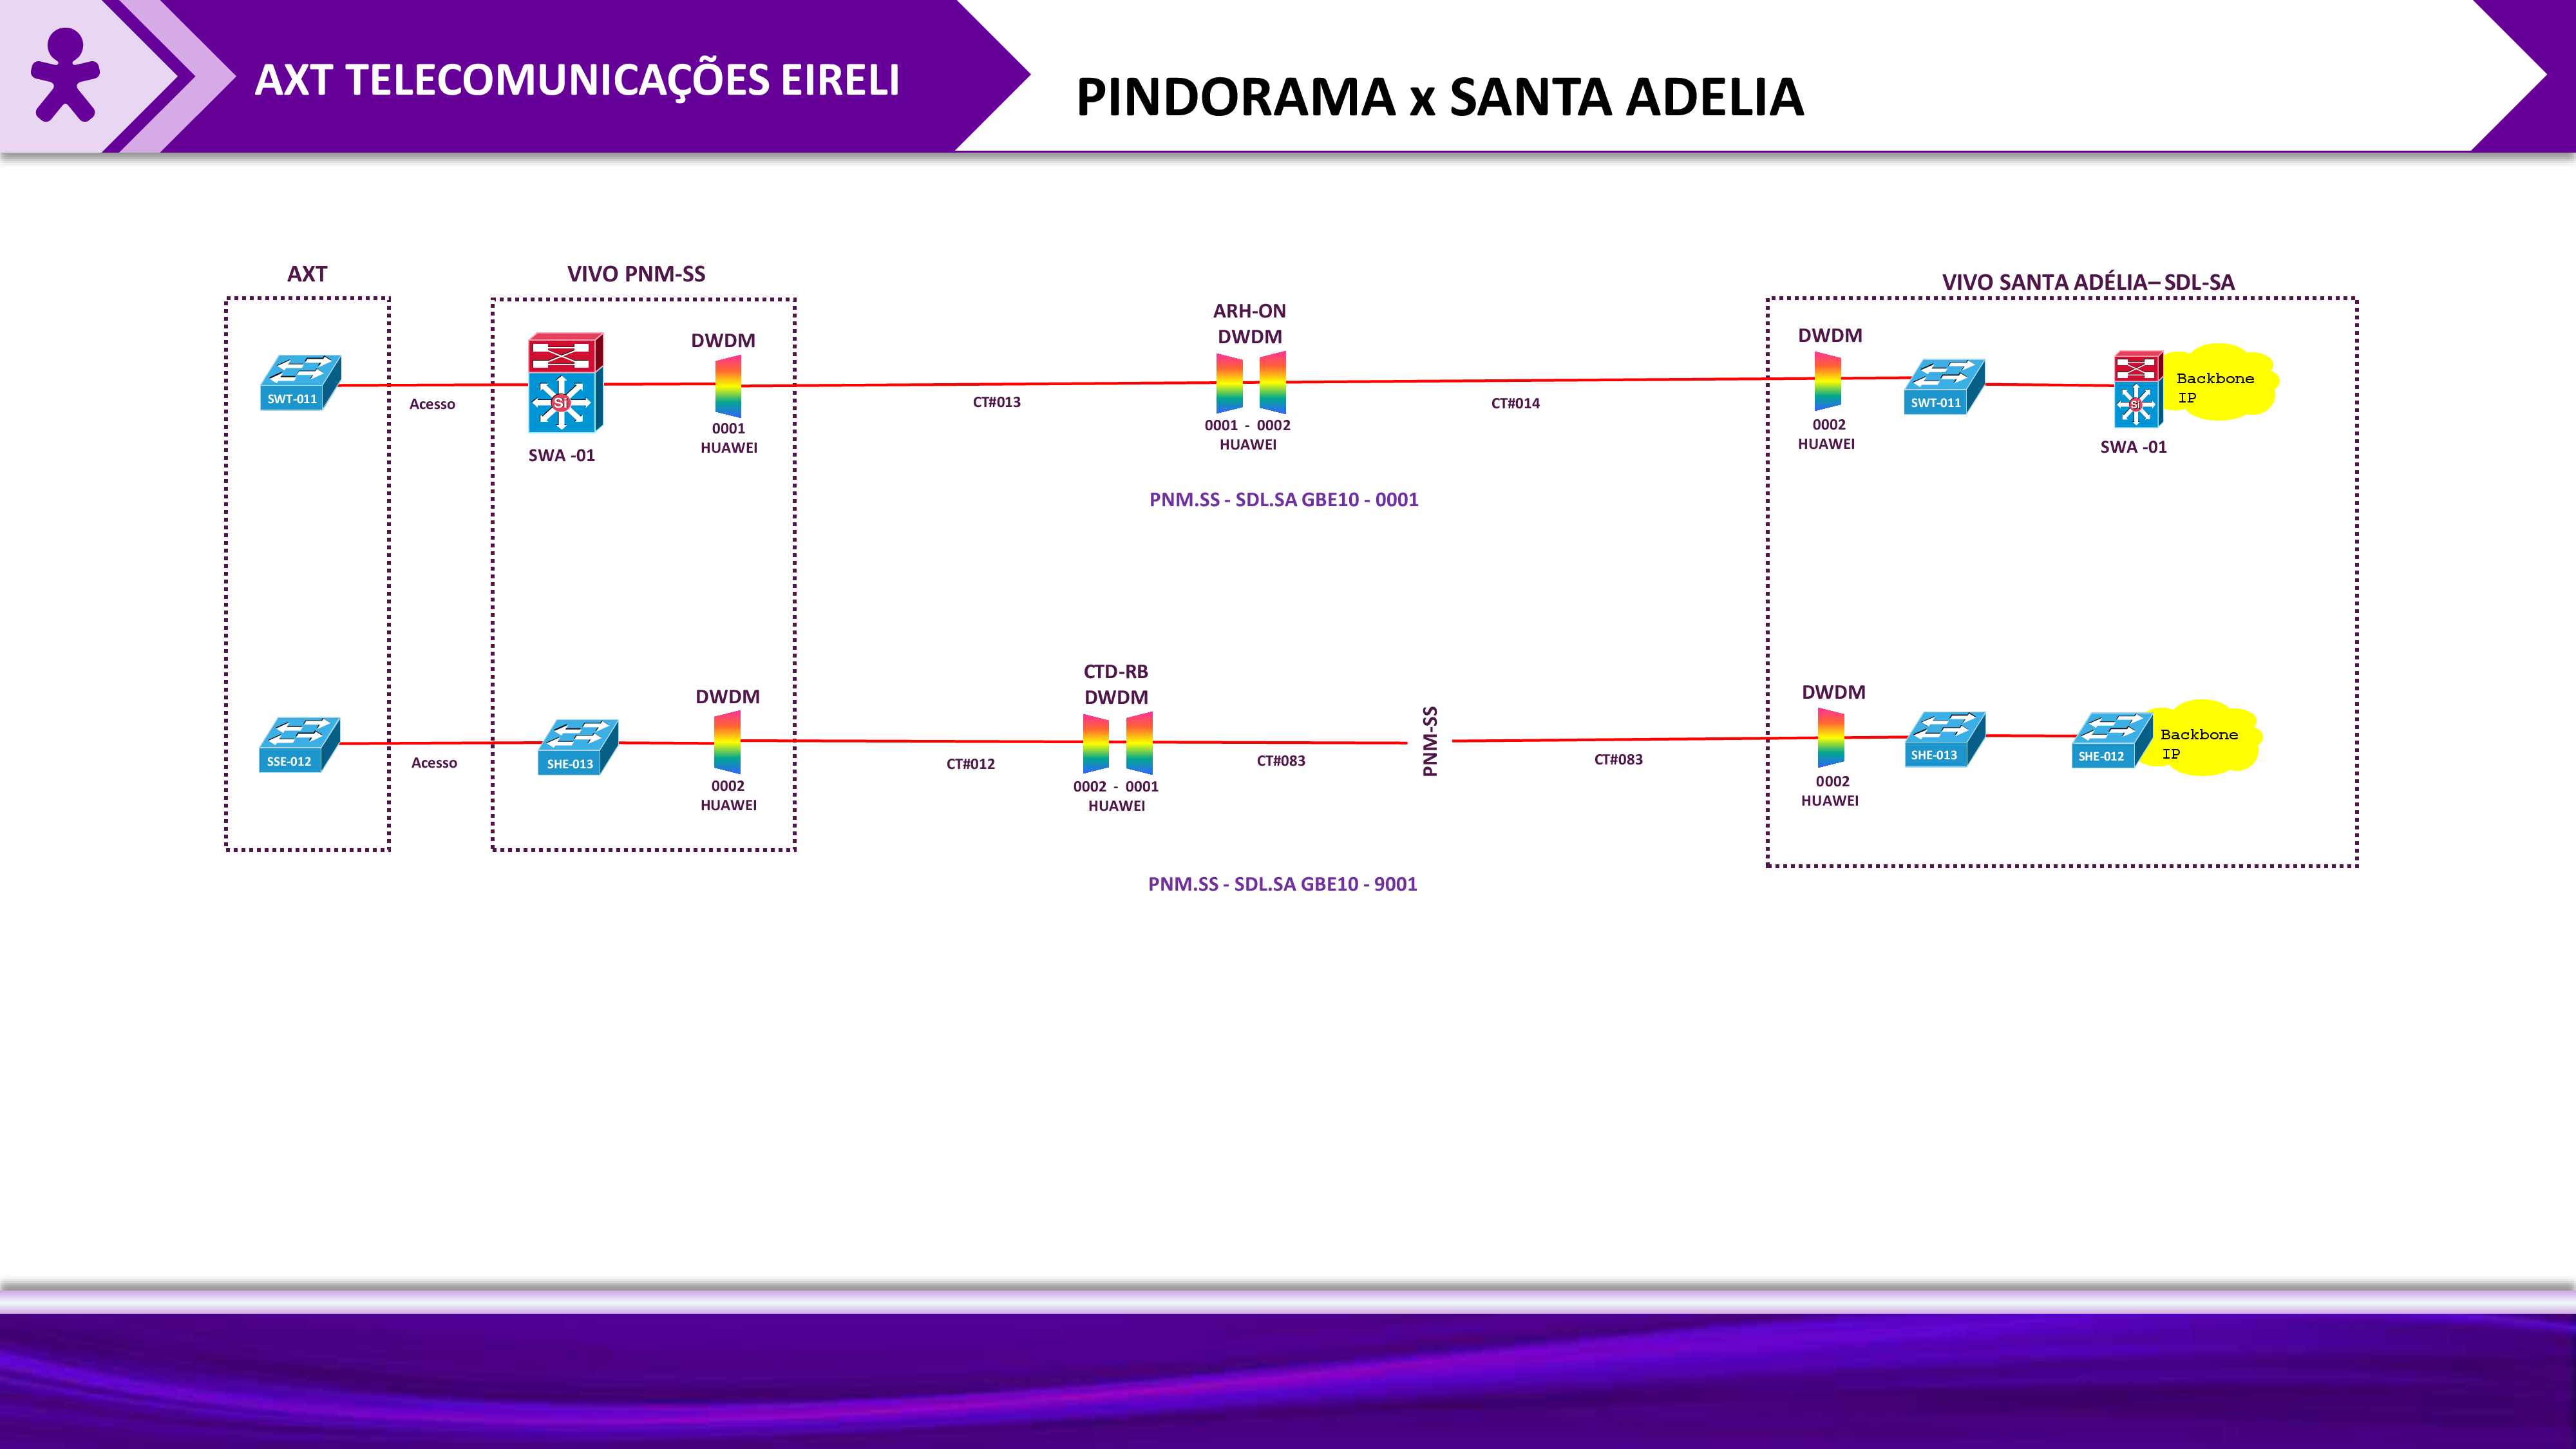 AXT TELECOMUNICAÇÕES EIRELI
PINDORAMA x SANTA ADELIA
AXT
VIVO PNM-SS
VIVO SANTA ADÉLIA– SDL-SA
ARH-ON
DWDM
DWDM
DWDM
SWT-011
Acesso
Si
SWA -01
0001
HUAWEI
CT#013
0001 - 0002
HUAWEI
CT#014
0002
HUAWEI
SWT-011
Si
SWA -01
Backbone
IP
PNM.SS - SDL.SA GBE10 - 0001
CTD-RB
DWDM
DWDM
DWDM
SSE-012
Acesso
SHE-013
0002
HUAWEI
CT#012
0002 - 0001
HUAWEI
CT#083
PNM-SS
CT#083
0002
HUAWEI
SHE-013
SHE-012
Backbone
IP
PNM.SS - SDL.SA GBE10 - 9001